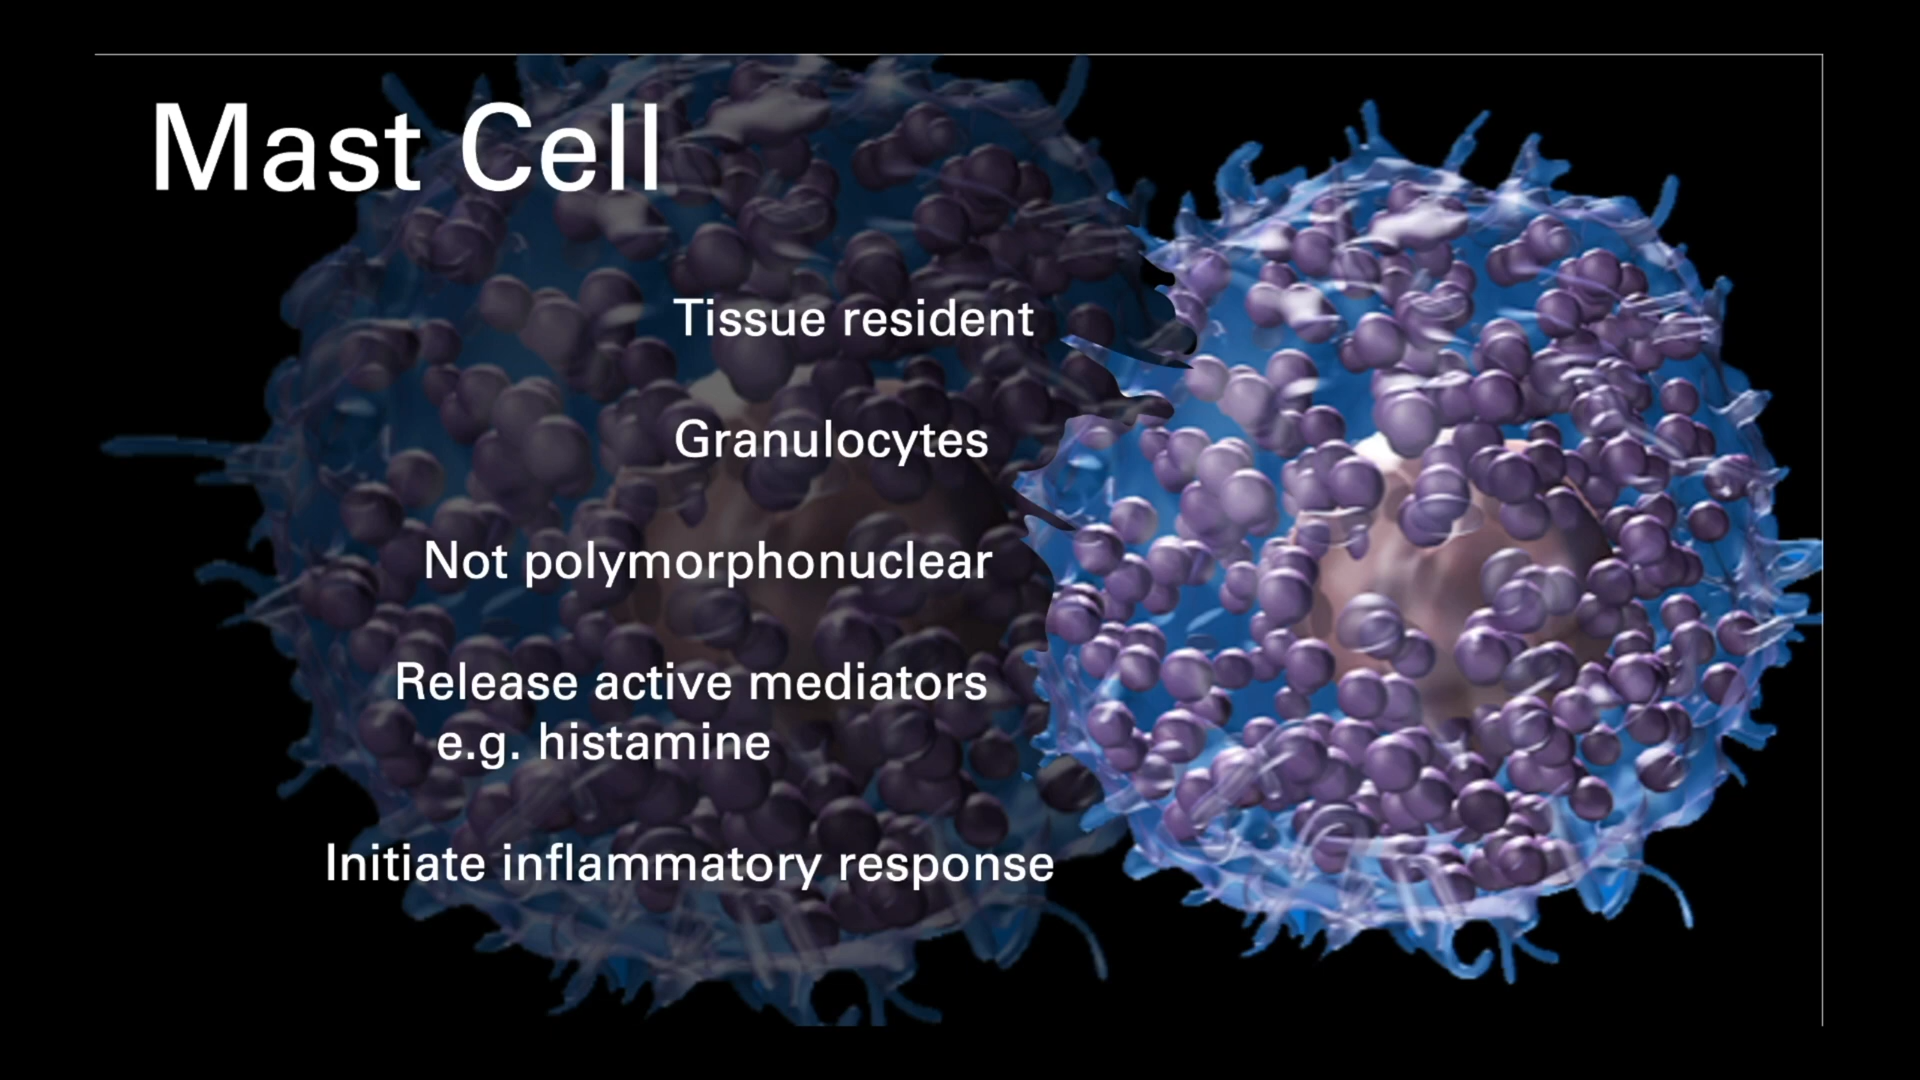 Mast Cell
Tissue resident
Granulocytes
Not polymorphonuclear
Release active mediators
e.g. histamine
Initiate inflammatory response